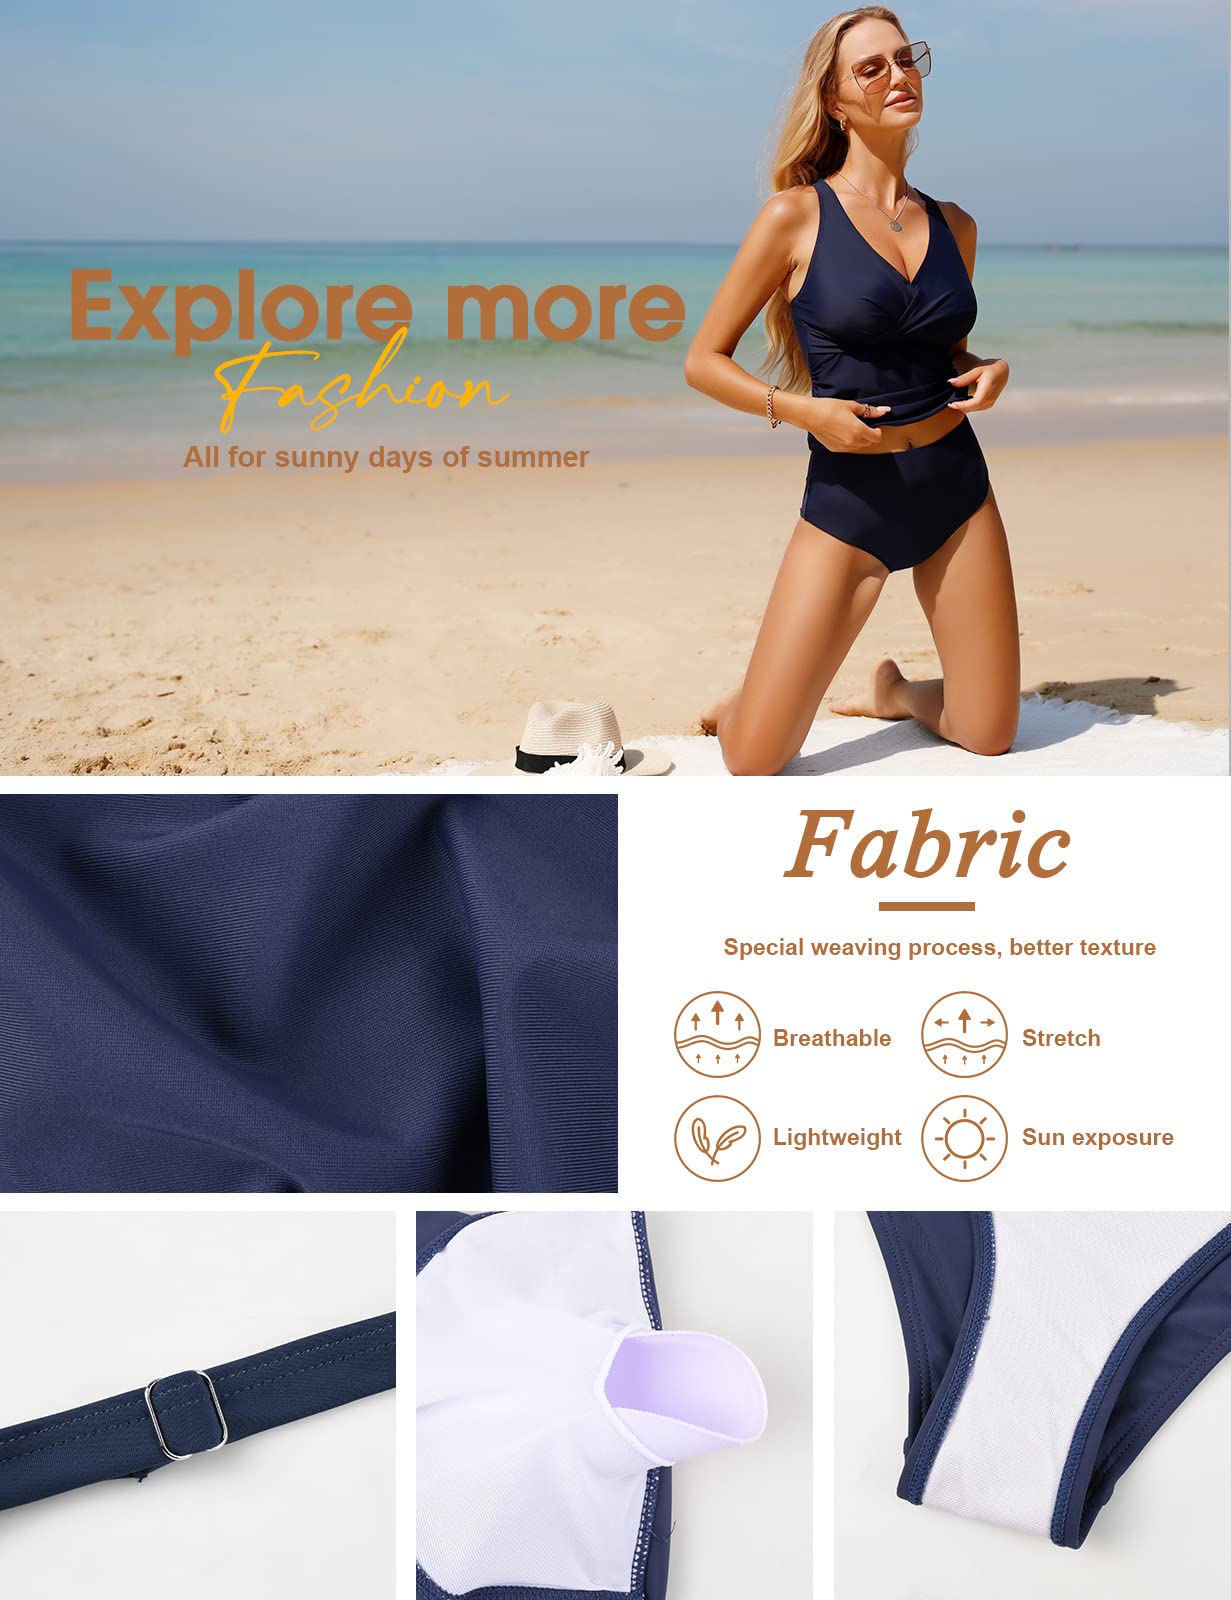 Explore more
Fashion
All for sunny days of summer
Fabric
Special weaving process, better texture
Breathable
Stretch
Lightweight
Sun exposure